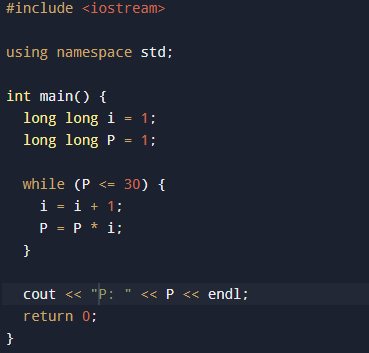 #include <iostream>
using namespace std;
int main() {
long long i = 1;
long long P = 1;
while (P <= 30) {
i = i + 1;
P = P * i;
}
cout << "P: " << P << endl;
return 0;
}